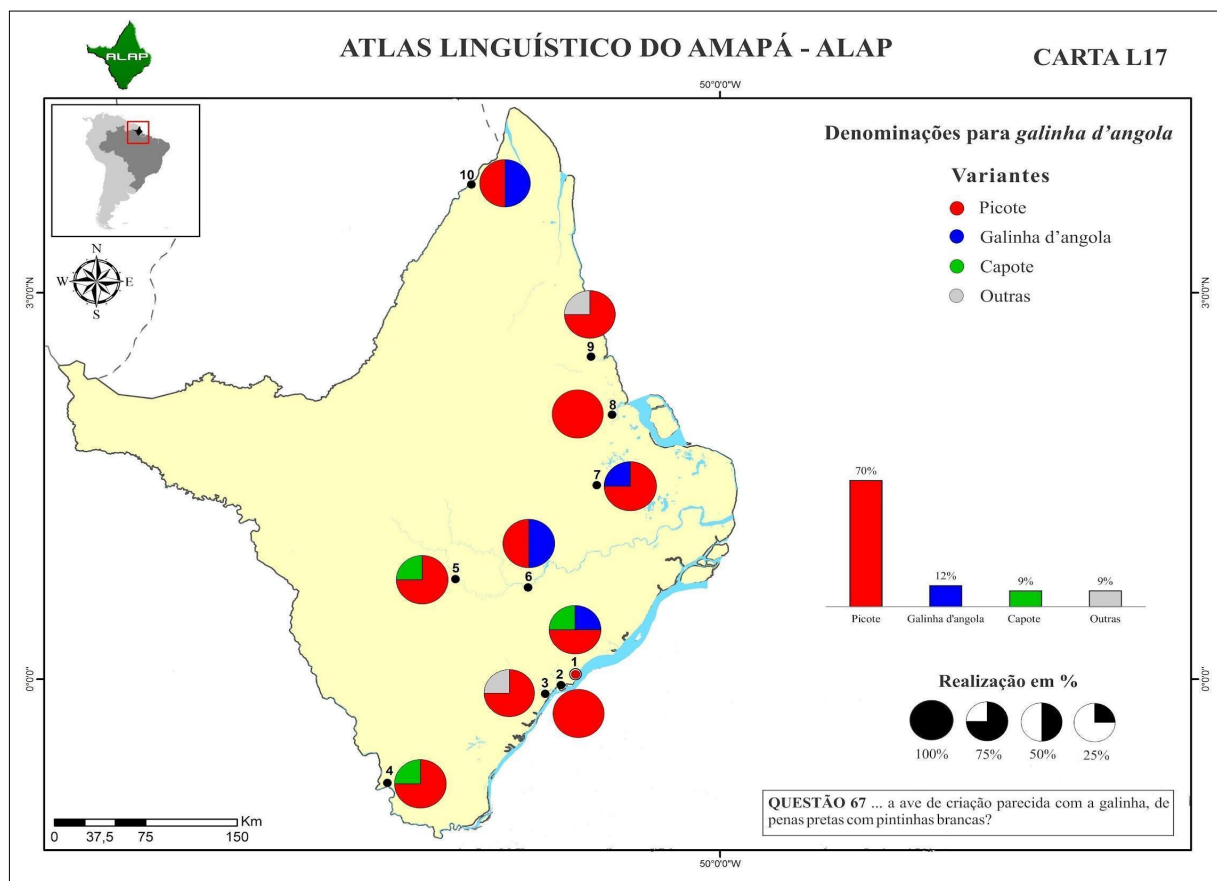 ALAP
ATLAS LINGUÍSTICO DO AMAPÁ - ALAP
CARTA L17
50°0'0"W
Denominações para galinha d'angola
Variantes
Picote
Galinha d'angola
Capote
Outras
N
W E
S
3°0'0"N
3°0'0"N
10
9
8
7
5
6
1
2
3
4
70%
12%
9%
9%
Picote
Galinha d'angola
Capote
Outras
0°0'0"
0°0'0"
Realização em %
100%
75%
50%
25%
QUESTÃO 67 ... a ave de criação parecida com a galinha, de
penas pretas com pintinhas brancas?
Km
0 37,5 75 150
50°0'0"W